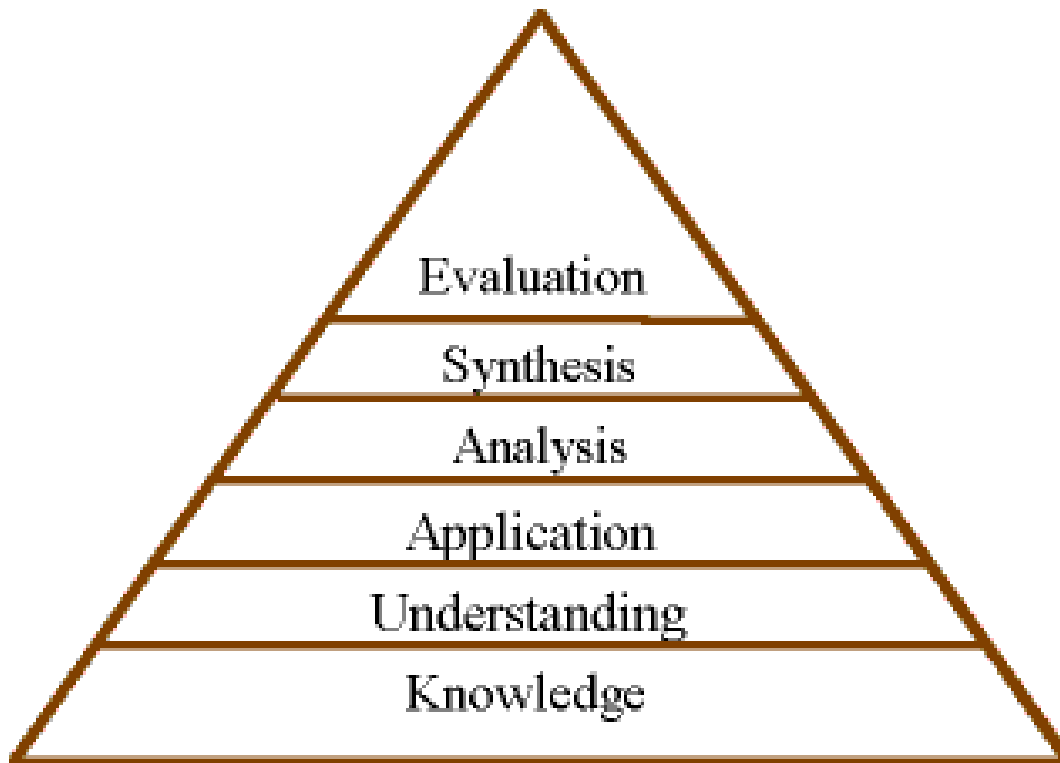 Evaluation
Synthesis
Analysis
Application
Understanding
Knowledge